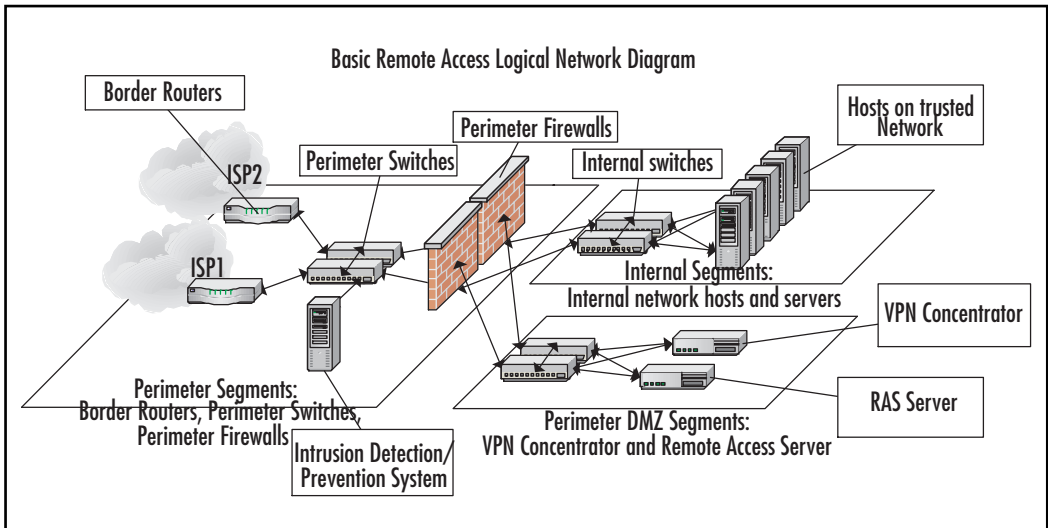 Basic Remote Access Logical Network Diagram
Border Routers
Perimeter Firewalls
Hosts on trusted
Network
Perimeter Switches
Internal switches
ISP2
ISP1
Internal Segments:
Internal network hosts and servers
VPN Concentrator
RAS Server
Perimeter Segments:
Border Routers, Perimeter Switches,
Perimeter Firewalls
Perimeter DMZ Segments:
VPN Concentrator and Remote Access Server
Intrusion Detection/
Prevention System